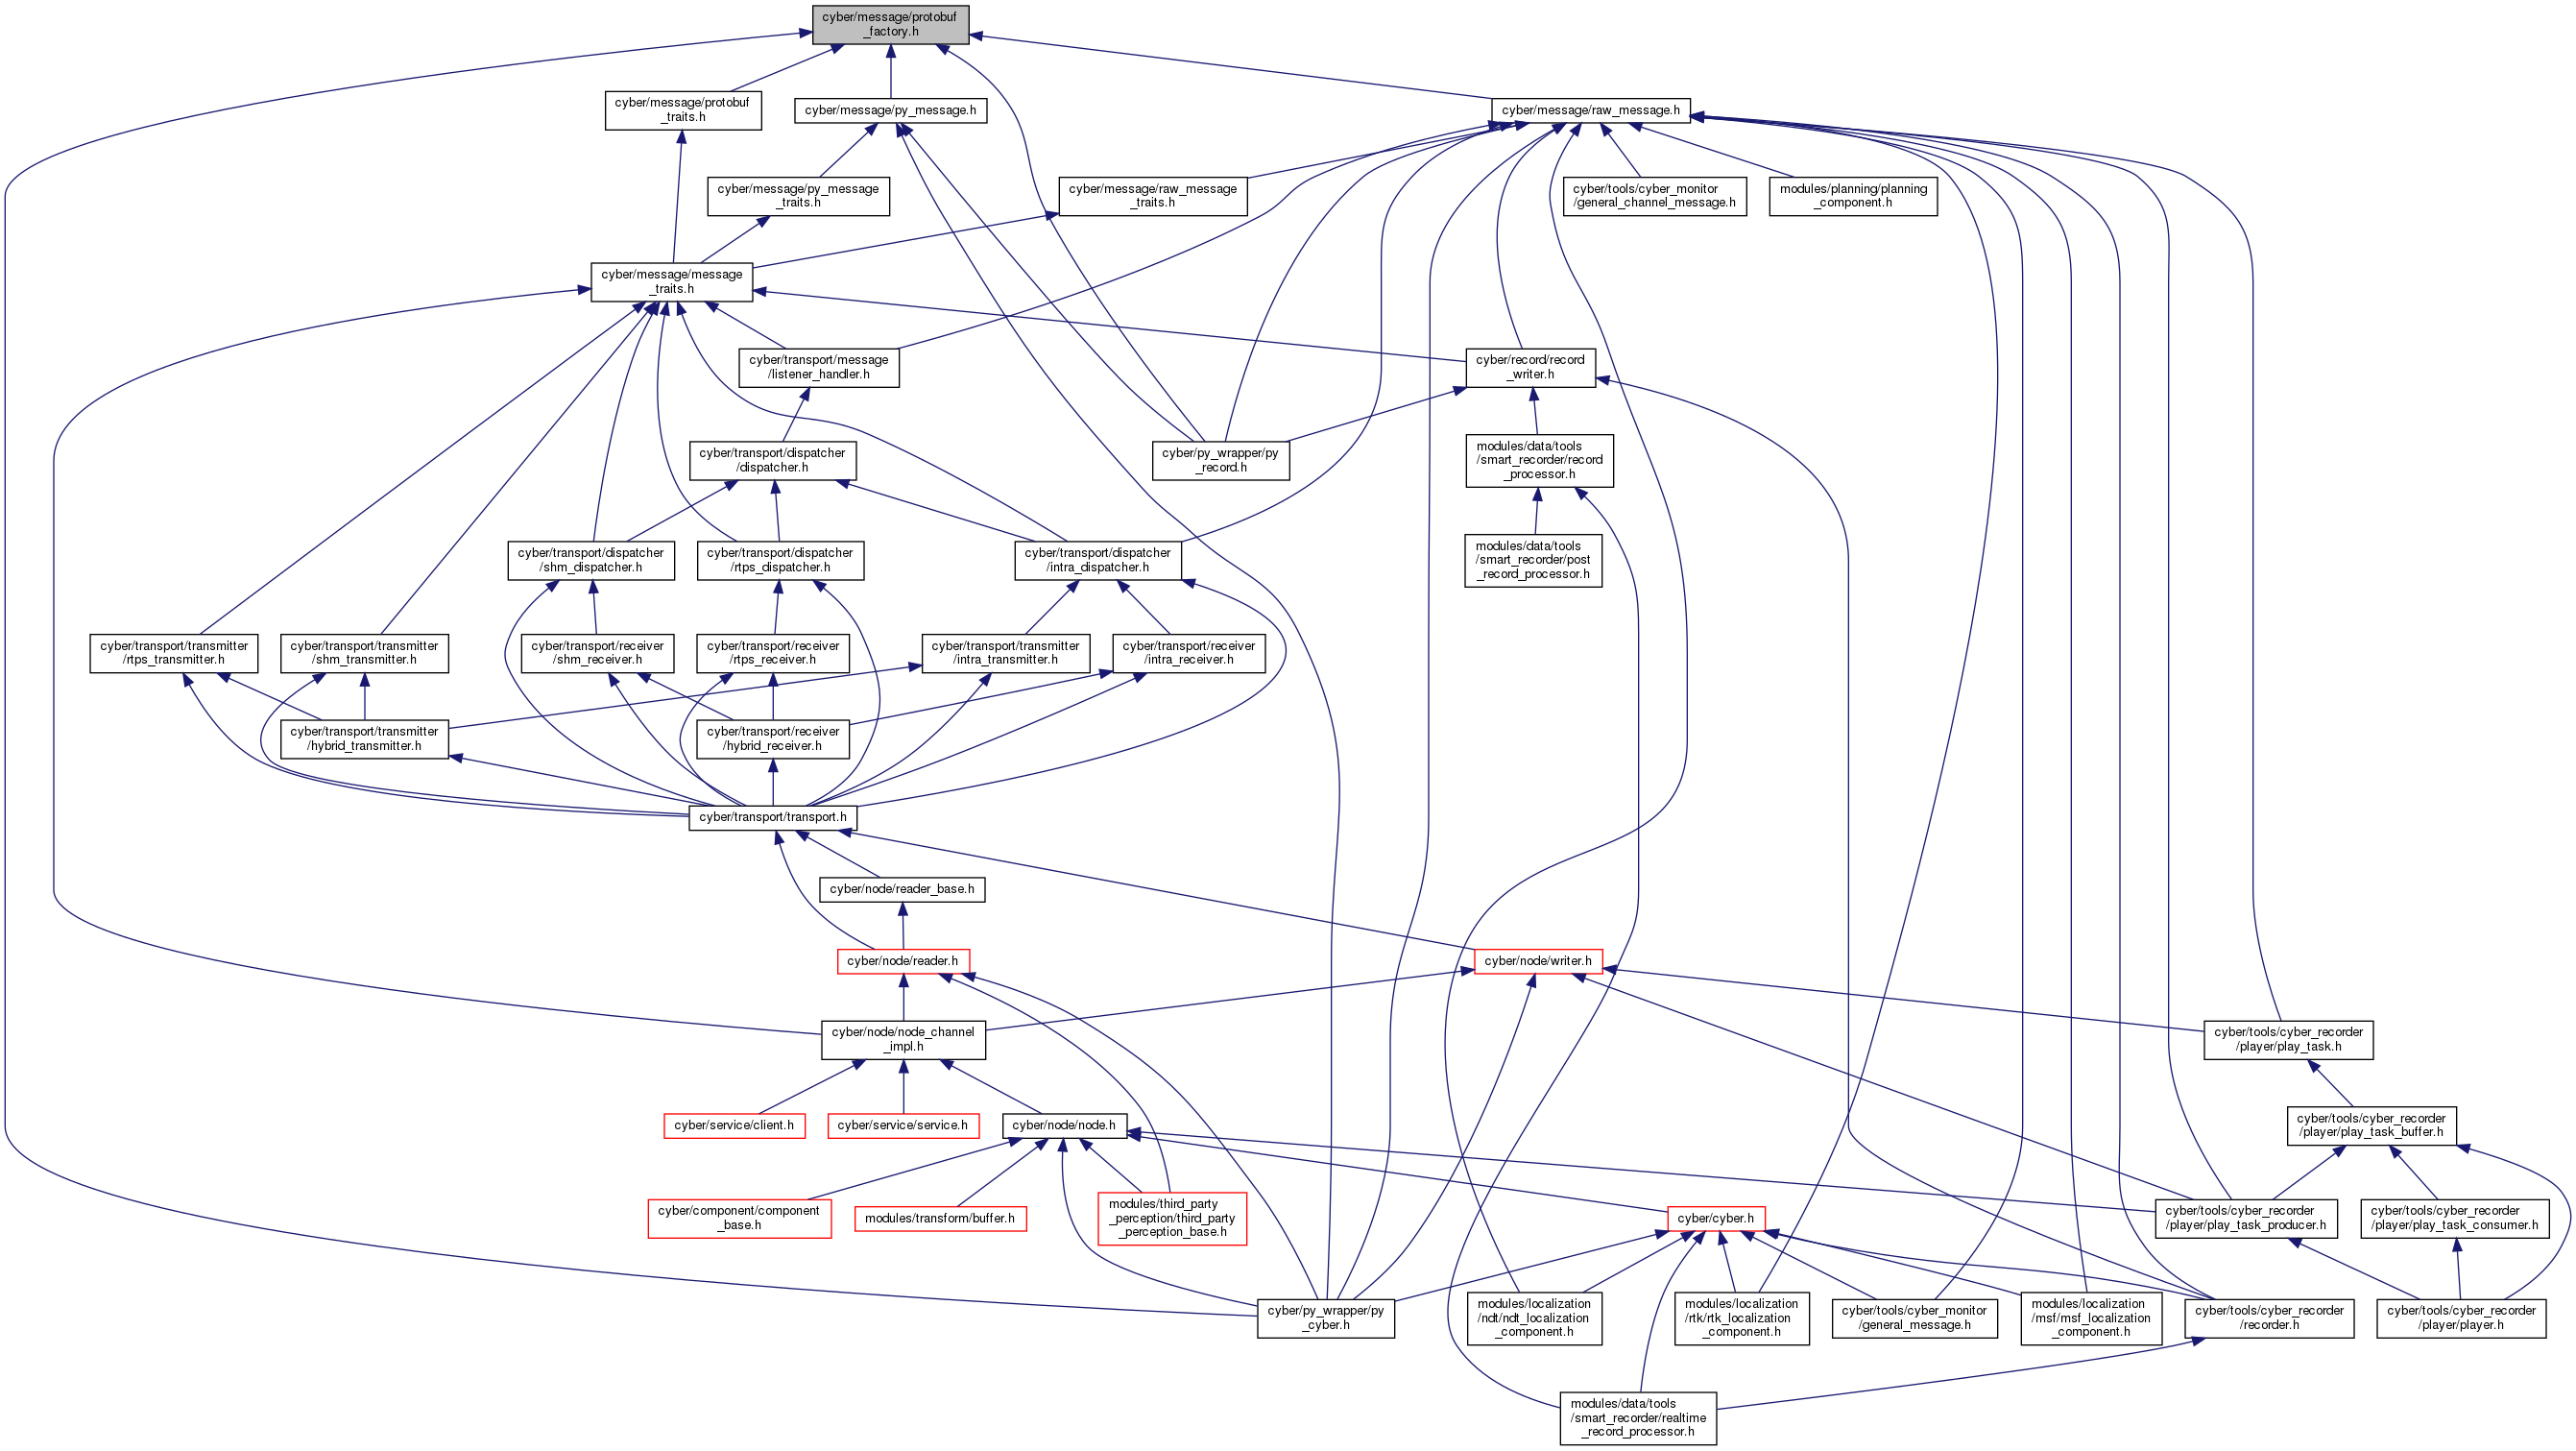 cyber/message/protobuf
_factory.h
cyber/message/protobuf
_traits.h
cyber/message/py_message.h
cyber/message/raw_message.h
cyber/message/py_message
_traits.h
cyber/message/raw_message
_traits.h
cyber/tools/cyber_monitor
/general_channel_message.h
modules/planning/planning
_component.h
cyber/message/message
_traits.h
cyber/transport/message
/listener_handler.h
cyber/record/record
_writer.h
cyber/transport/dispatcher
/dispatcher.h
cyber/py_wrapper/py
_record.h
modules/data/tools
/smart_recorder/record
_processor.h
cyber/transport/dispatcher
/shm_dispatcher.h
cyber/transport/dispatcher
/rtps_dispatcher.h
cyber/transport/dispatcher
/intra_dispatcher.h
modules/data/tools
/smart_recorder/post
_record_processor.h
cyber/transport/transmitter
/rtps_transmitter.h
cyber/transport/transmitter
/shm_transmitter.h
cyber/transport/receiver
/shm_receiver.h
cyber/transport/receiver
/rtps_receiver.h
cyber/transport/transmitter
/intra_transmitter.h
cyber/transport/receiver
/intra_receiver.h
cyber/transport/transmitter
/hybrid_transmitter.h
cyber/transport/receiver
/hybrid_receiver.h
cyber/transport/transport.h
cyber/node/reader_base.h
cyber/node/reader.h
cyber/node/writer.h
cyber/node/node_channel
_impl.h
cyber/tools/cyber_recorder
/player/play_task.h
cyber/service/client.h
cyber/service/service.h
cyber/node/node.h
cyber/tools/cyber_recorder
/player/play_task_buffer.h
cyber/component/component
_base.h
modules/transform/buffer.h
modules/third_party
_perception/third_party
_perception_base.h
cyber/cyber.h
cyber/tools/cyber_recorder
/player/play_task_producer.h
cyber/tools/cyber_recorder
/player/play_task_consumer.h
cyber/py_wrapper/py
_cyber.h
modules/localization
/ndt/ndt_localization
_component.h
modules/localization
/rtk/rtk_localization
_component.h
cyber/tools/cyber_monitor
/general_message.h
modules/localization
/msf/msf_localization
_component.h
cyber/tools/cyber_recorder
/recorder.h
cyber/tools/cyber_recorder
/player/player.h
modules/data/tools
/smart_recorder/realtime
_record_processor.h